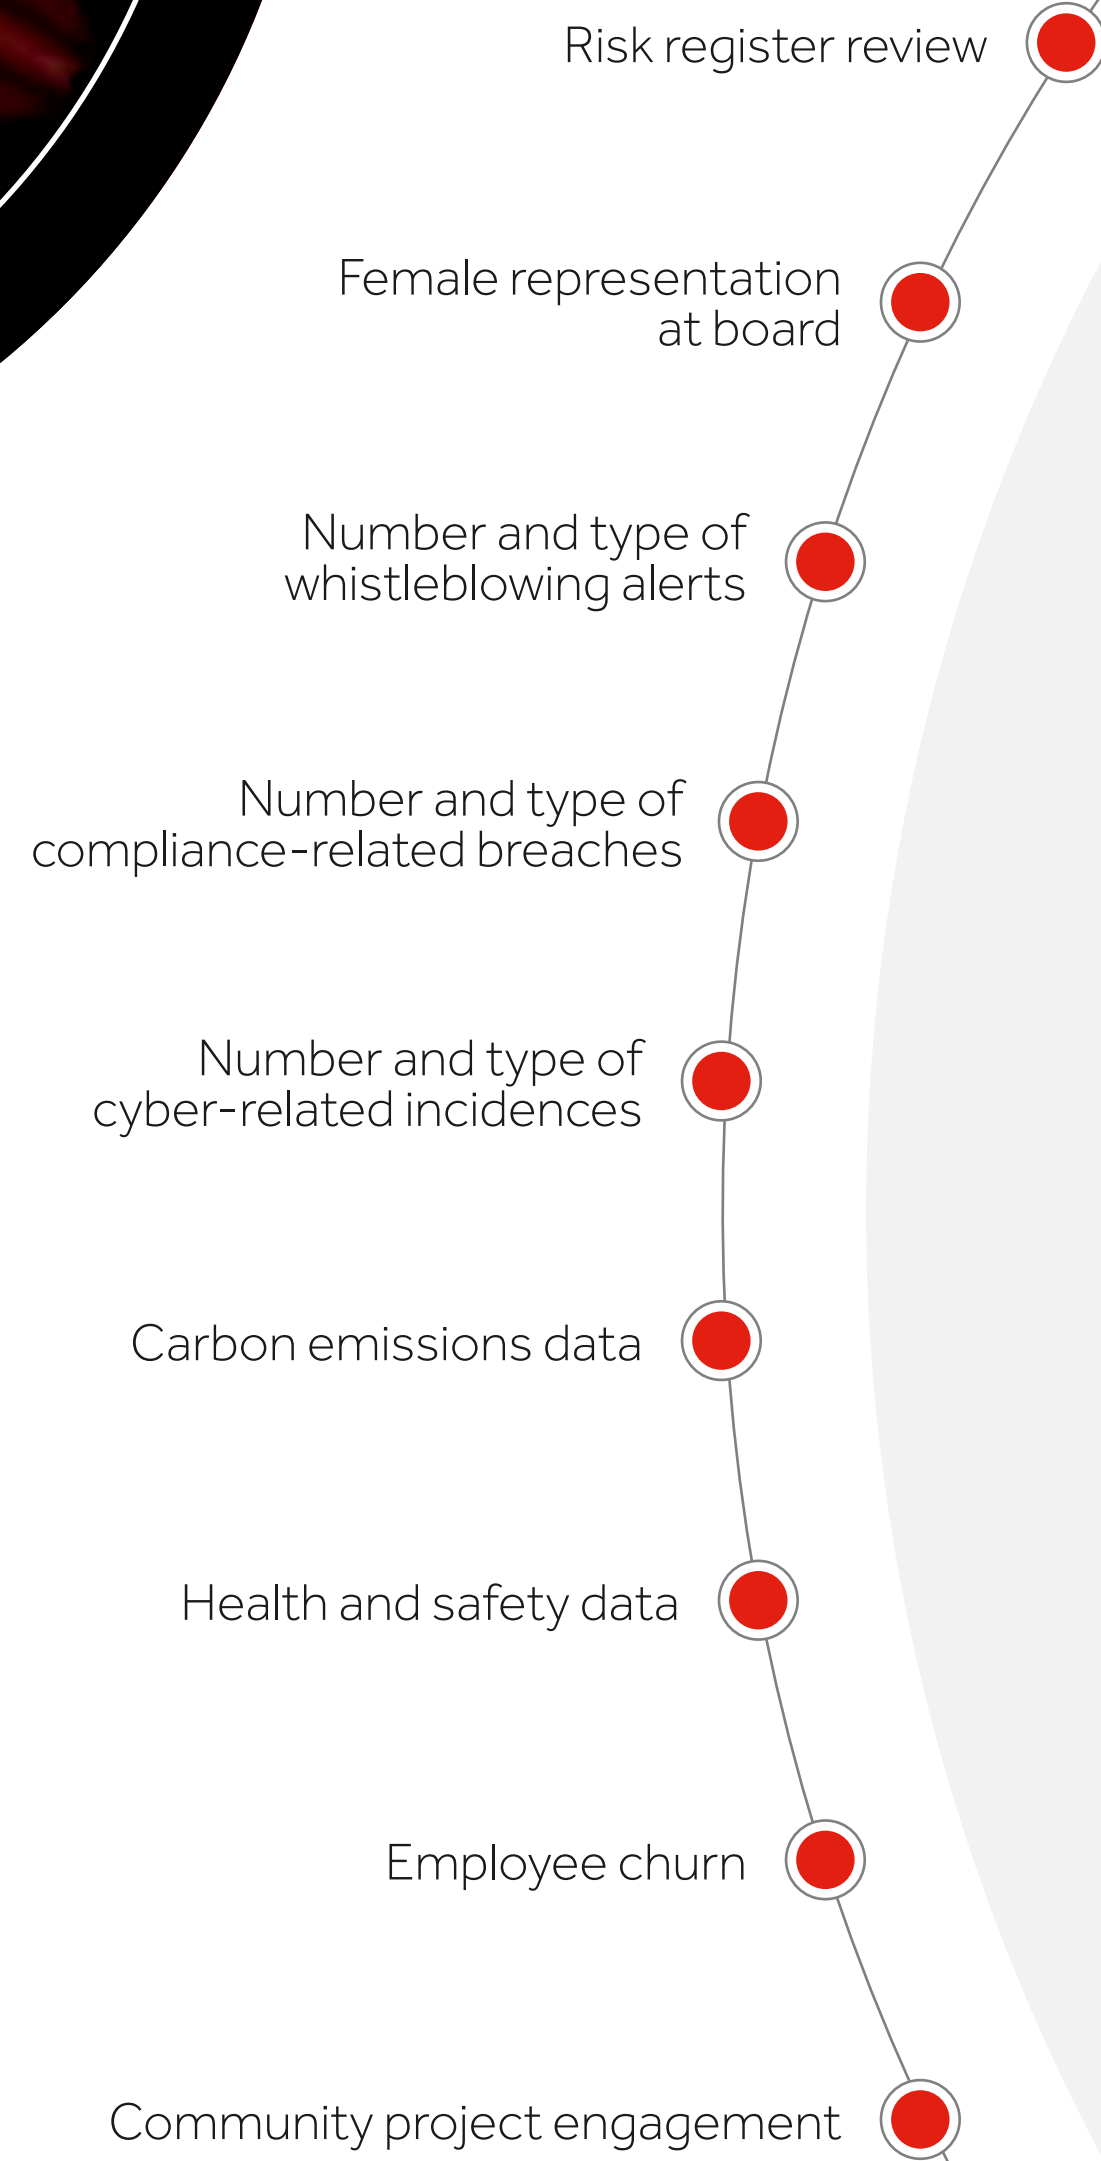 Risk register review
Female representation
at board
Number and type of
whistleblowing alerts
Number and type of
compliance-related breaches
Number and type of
cyber-related incidences
Carbon emissions data
Health and safety data
Employee churn
Community project engagement